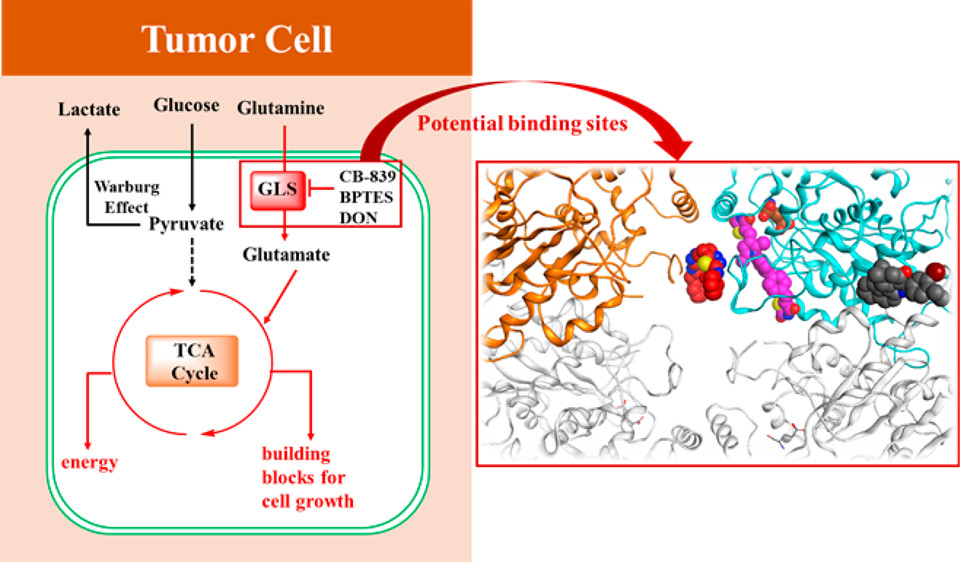 Tumor Cell
Lactate
Glucose
Glutamine
Potential binding sites
Warburg
Effect
GLS
CB-839
BPTES
DON
Pyruvate
Glutamate
TCA
Cycle
energy
building
blocks for
cell growth